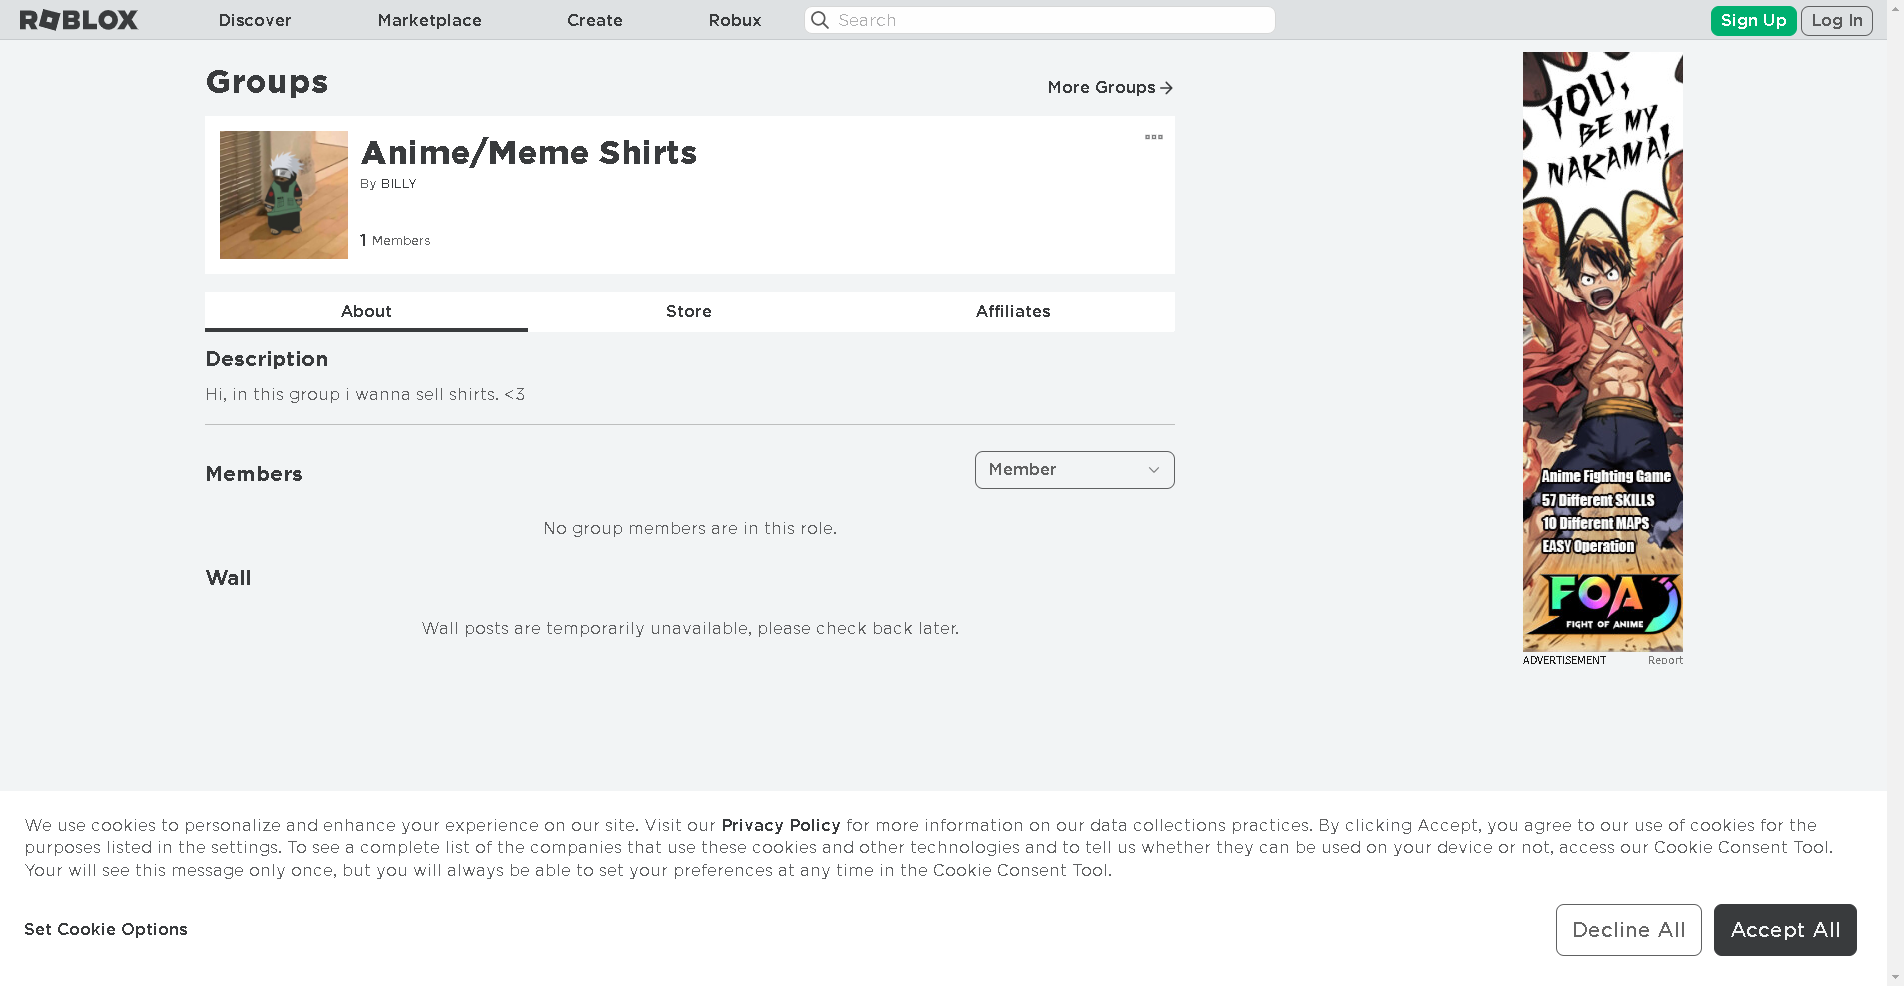 ROBLOX
Discover
Marketplace
Create
Robux
Search
Sign Up
Log In
Groups
More Groups
Anime/Meme Shirts
By BILLY
1 Members
About
Store
Affiliates
Description
Hi, in this group i wanna sell shirts. <3
Members
Member
No group members are in this role.
Wall
Wall posts are temporarily unavailable, please check back later.
YOU,
BE MY
NAKAMA!
Anime Fighting Game
57 Different SKILLS
10 Different MAPS
EASY Operation
FOA
FIGHT OF ANIME
ADVERTISEMENT
Report
We use cookies to personalize and enhance your experience on our site. Visit our Privacy Policy for more information on our data collections practices. By clicking Accept, you agree to our use of cookies for the
purposes listed in the settings. To see a complete list of the companies that use these cookies and other technologies and to tell us whether they can be used on your device or not, access our Cookie Consent Tool.
Your will see this message only once, but you will always be able to set your preferences at any time in the Cookie Consent Tool.
Set Cookie Options
Decline All
Accept All